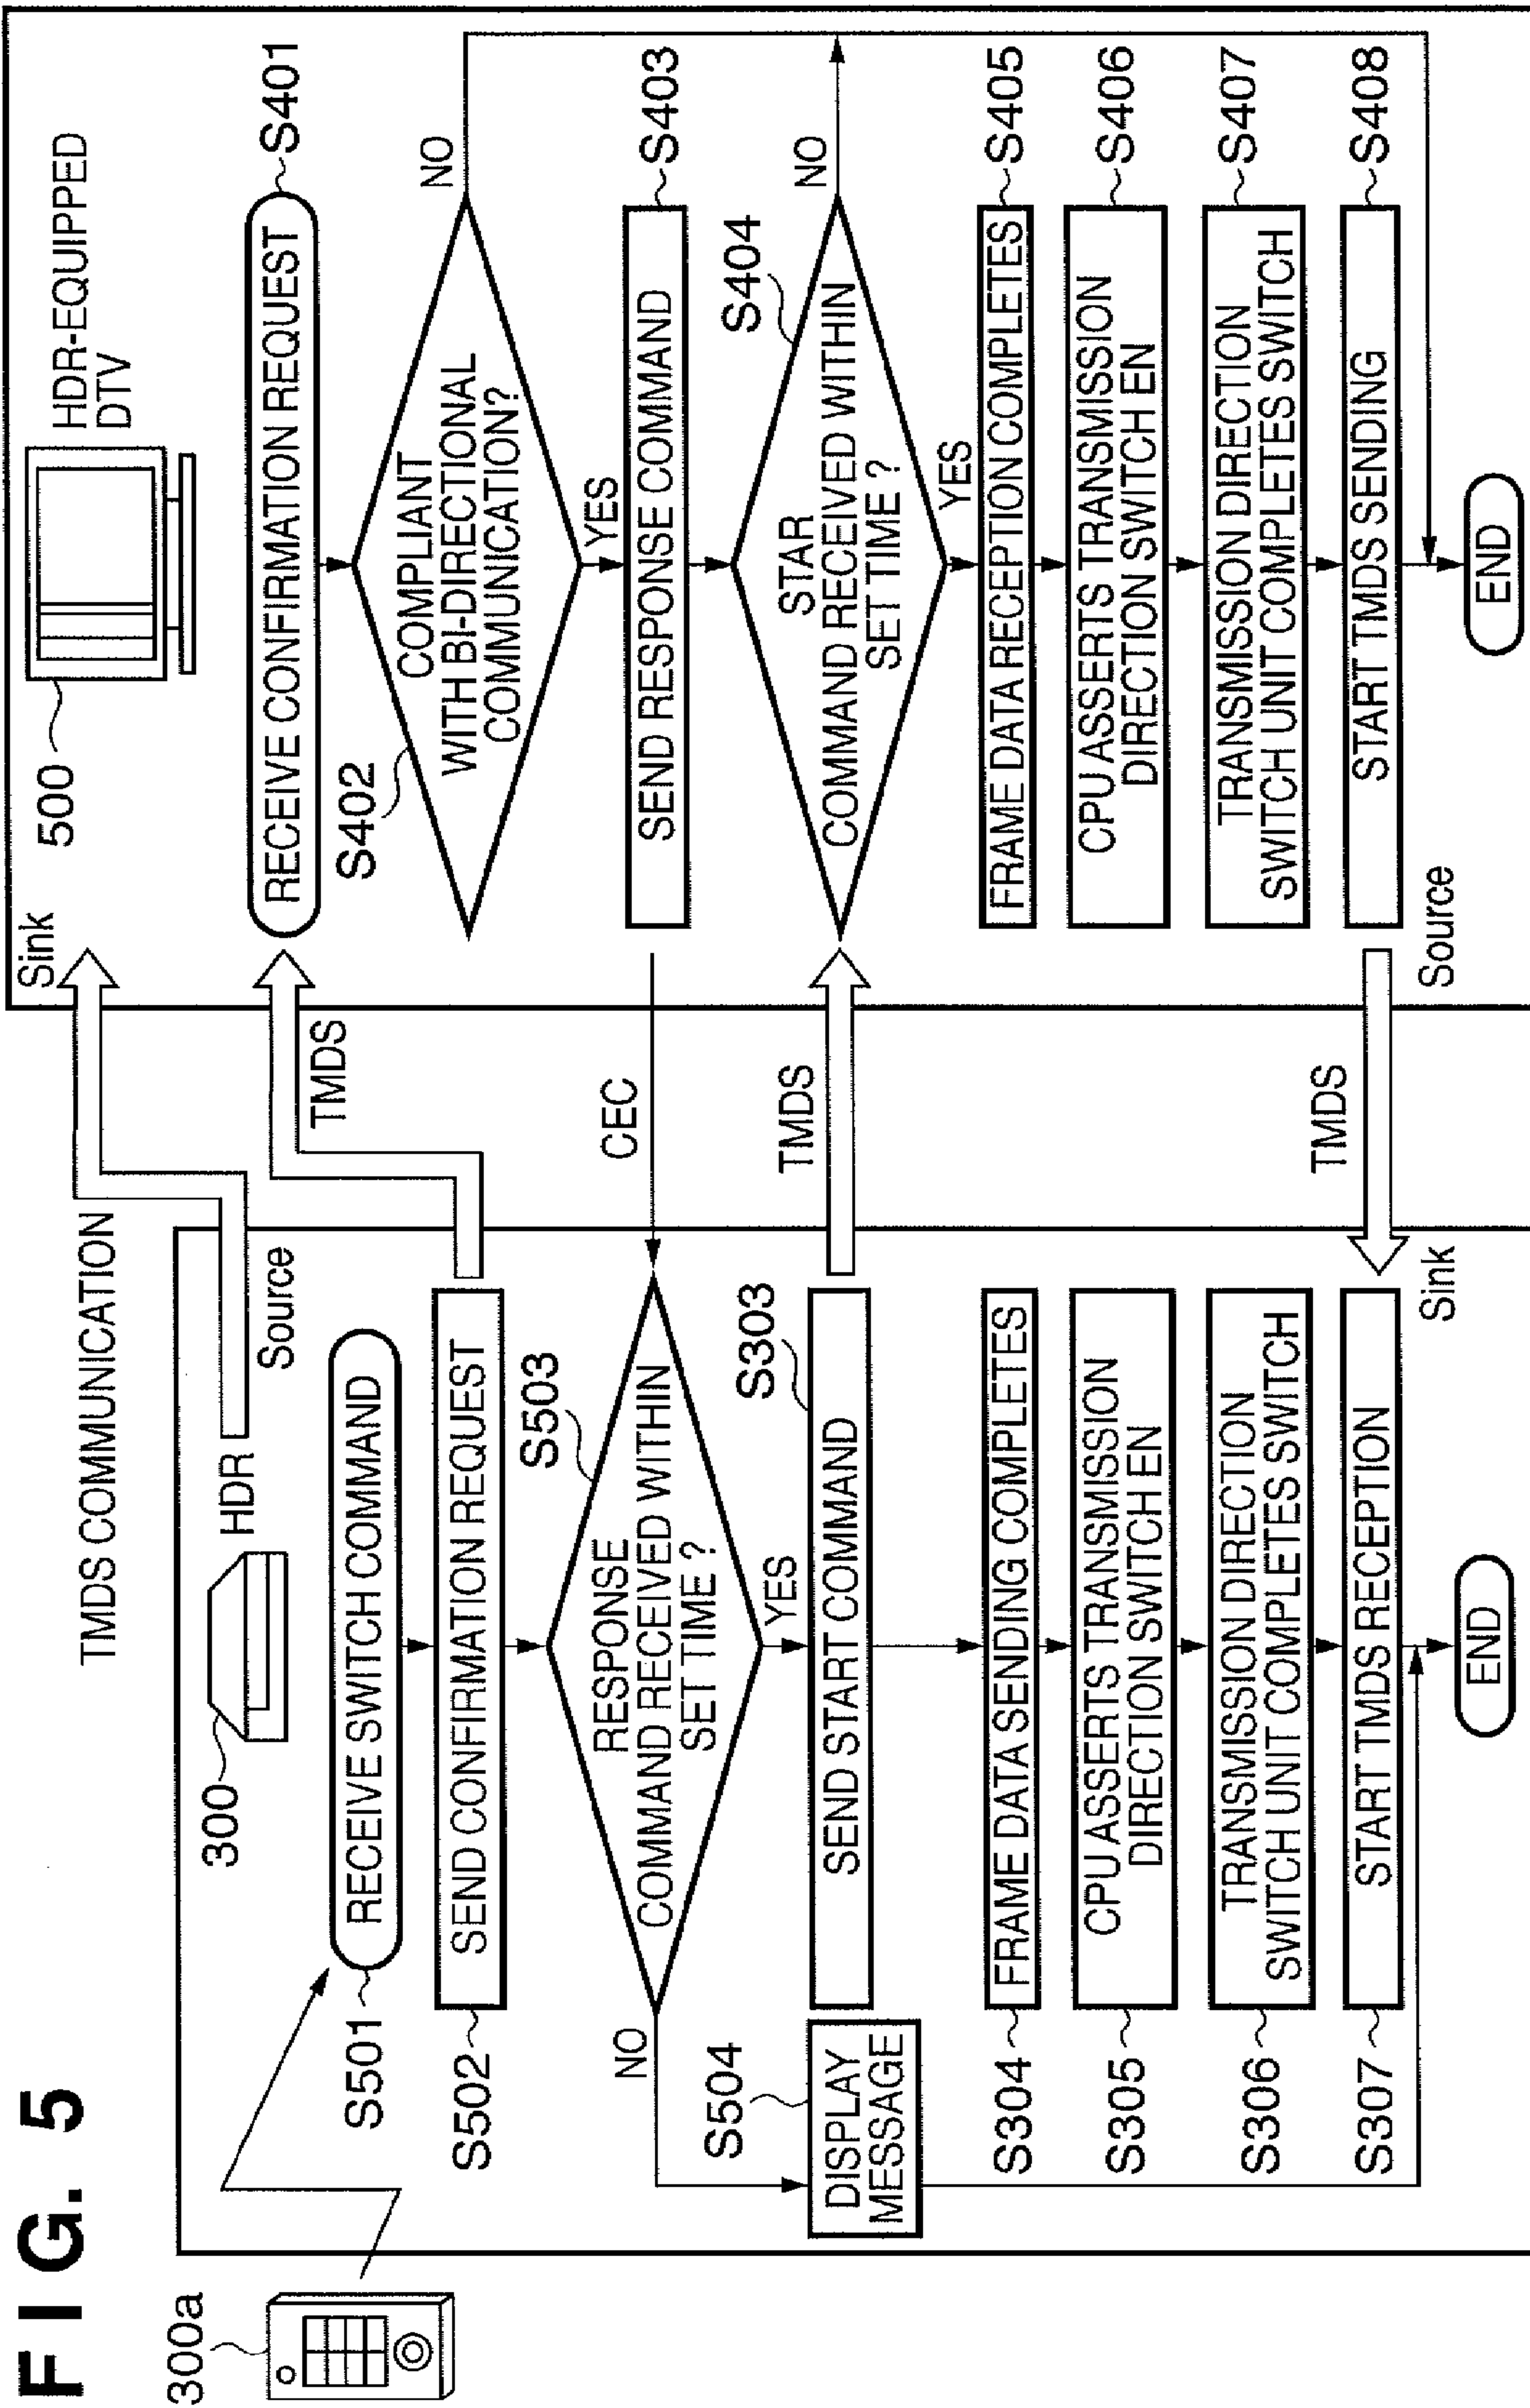 FIG. 5
TMDS COMMUNICATION
300a
300
HDR
Source
Sink
500
HDR-EQUIPPED
DTV
S501
RECEIVE SWITCH COMMAND
S502
SEND CONFIRMATION REQUEST
TMDS
RECEIVE CONFIRMATION REQUEST
S401
S402
COMPLIANT
WITH BI-DIRECTIONAL
COMMUNICATION?
NO
YES
S503
RESPONSE
COMMAND RECEIVED WITHIN
SET TIME ?
NO
YES
CEC
SEND RESPONSE COMMAND
S403
S504
DISPLAY
MESSAGE
S303
SEND START COMMAND
TMDS
S404
STAR
COMMAND RECEIVED WITHIN
SET TIME ?
NO
YES
S304
FRAME DATA SENDING COMPLETES
FRAME DATA RECEPTION COMPLETES
S405
S305
CPU ASSERTS TRANSMISSION
DIRECTION SWITCH EN
CPU ASSERTS TRANSMISSION
DIRECTION SWITCH EN
S406
S306
TRANSMISSION DIRECTION
SWITCH UNIT COMPLETES SWITCH
TRANSMISSION DIRECTION
SWITCH UNIT COMPLETES SWITCH
S407
S307
START TMDS RECEPTION
TMDS
START TMDS SENDING
S408
Sink
Source
END
END